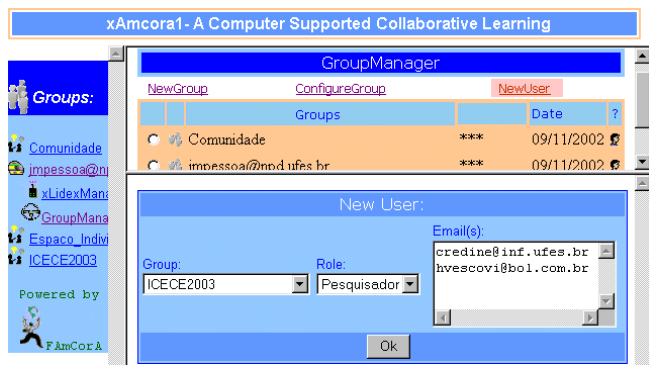 xAmcora1- A Computer Supported Collaborative Learning
Groups:
Comunidade
jmpessoa@n
xLidexMana
GroupMana
Espaco_Indivi
ICECE2003
Powered by
FAmCorA
GroupManager
NewGroup ConfigureGroup NewUser
Groups Date ?
Comunidade *** 09/11/2002
jmpessoa@npd.ufes.br *** 09/11/2002
New User:
Group: Role: Email(s):
ICECE2003 Pesquisador credine@inf.ufes.br
hvescovi@bol.com.br
Ok